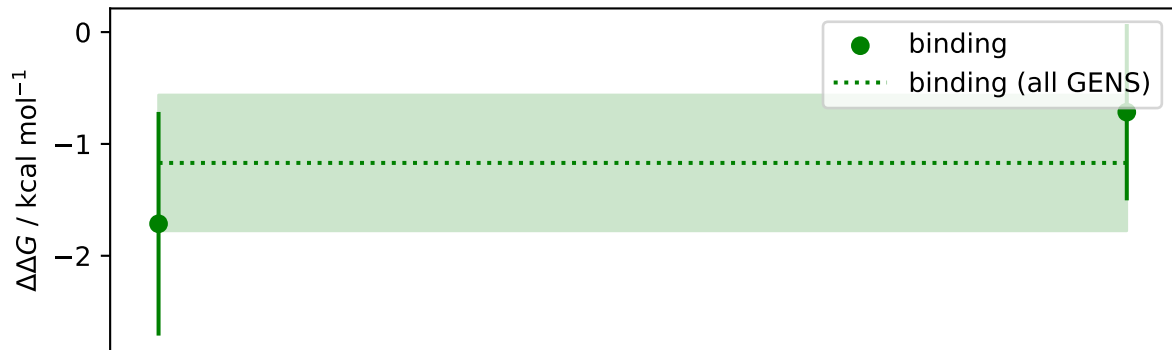 0
−1
−2
ΔΔG / kcal mol⁻¹
binding
binding (all GENS)